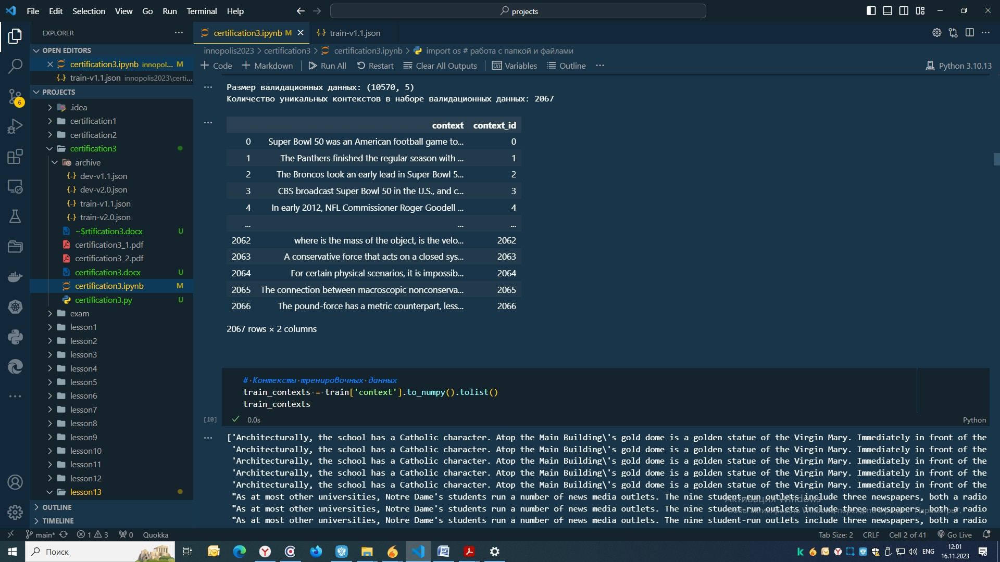 File Edit Selection View Go Run Terminal Help
projects
EXPLORER
OPEN EDITORS
certification3.ipynb innopol... M
train-v1.1.json innopolis2023\certi...
PROJECTS
.idea
certification1
certification2
certification3
archive
dev-v1.1.json
dev-v2.0.json
train-v1.1.json
train-v2.0.json
~$rtification3.docx U
certification3_1.pdf
certification3_2.pdf
certification3.docx U
certification3.ipynb M
certification3.py U
exam
lesson1
lesson2
lesson3
lesson4
lesson5
lesson6
lesson7
lesson8
lesson9
lesson10
lesson11
lesson12
lesson13
OUTLINE
TIMELINE
6
certification3.ipynb M
train-v1.1.json
innopolis2023 > certification3 > certification3.ipynb > import os # работа с папкой и файлами
+ Code + Markdown Run All Restart Clear All Outputs Variables Outline ... Python 3.10.13
Размер валидационных данных: (10570, 5)
Количество уникальных контекстов в наборе валидационных данных: 2067
context context_id
0 Super Bowl 50 was an American football game to... 0
1 The Panthers finished the regular season with ... 1
2 The Broncos took an early lead in Super Bowl 5... 2
3 CBS broadcast Super Bowl 50 in the U.S., and c... 3
4 In early 2012, NFL Commissioner Roger Goodell ... 4
... ... ...
2062 where is the mass of the object, is the velo... 2062
2063 A conservative force that acts on a closed sys... 2063
2064 For certain physical scenarios, it is impossib... 2064
2065 The connection between macroscopic nonconserva... 2065
2066 The pound-force has a metric counterpart, less... 2066
2067 rows × 2 columns
# Контексты тренировочных данных
train_contexts = train['context'].to_numpy().tolist()
train_contexts
[10] 0.0s Python
['Architecturally, the school has a Catholic character. Atop the Main Building\'s gold dome is a golden statue of the Virgin Mary. Immediately in front of the
'Architecturally, the school has a Catholic character. Atop the Main Building\'s gold dome is a golden statue of the Virgin Mary. Immediately in front of the
'Architecturally, the school has a Catholic character. Atop the Main Building\'s gold dome is a golden statue of the Virgin Mary. Immediately in front of the
'Architecturally, the school has a Catholic character. Atop the Main Building\'s gold dome is a golden statue of the Virgin Mary. Immediately in front of the
'Architecturally, the school has a Catholic character. Atop the Main Building\'s gold dome is a golden statue of the Virgin Mary. Immediately in front of the
"As at most other universities, Notre Dame's students run a number of news media outlets. The nine student-run outlets include three newspapers, both a radio
"As at most other universities, Notre Dame's students run a number of news media outlets. The nine student-run outlets include three newspapers, both a radio
"As at most other universities, Notre Dame's students run a number of news media outlets. The nine student-run outlets include three newspapers, both a radio
Активация Windows
Чтобы активировать Windows, перейдите в раздел "Параметры".
main* 1 3 0 Quokka
Tab Size: 2 CRLF Cell 2 of 41 Go Live
Поиск
ENG
12:01
16.11.2023